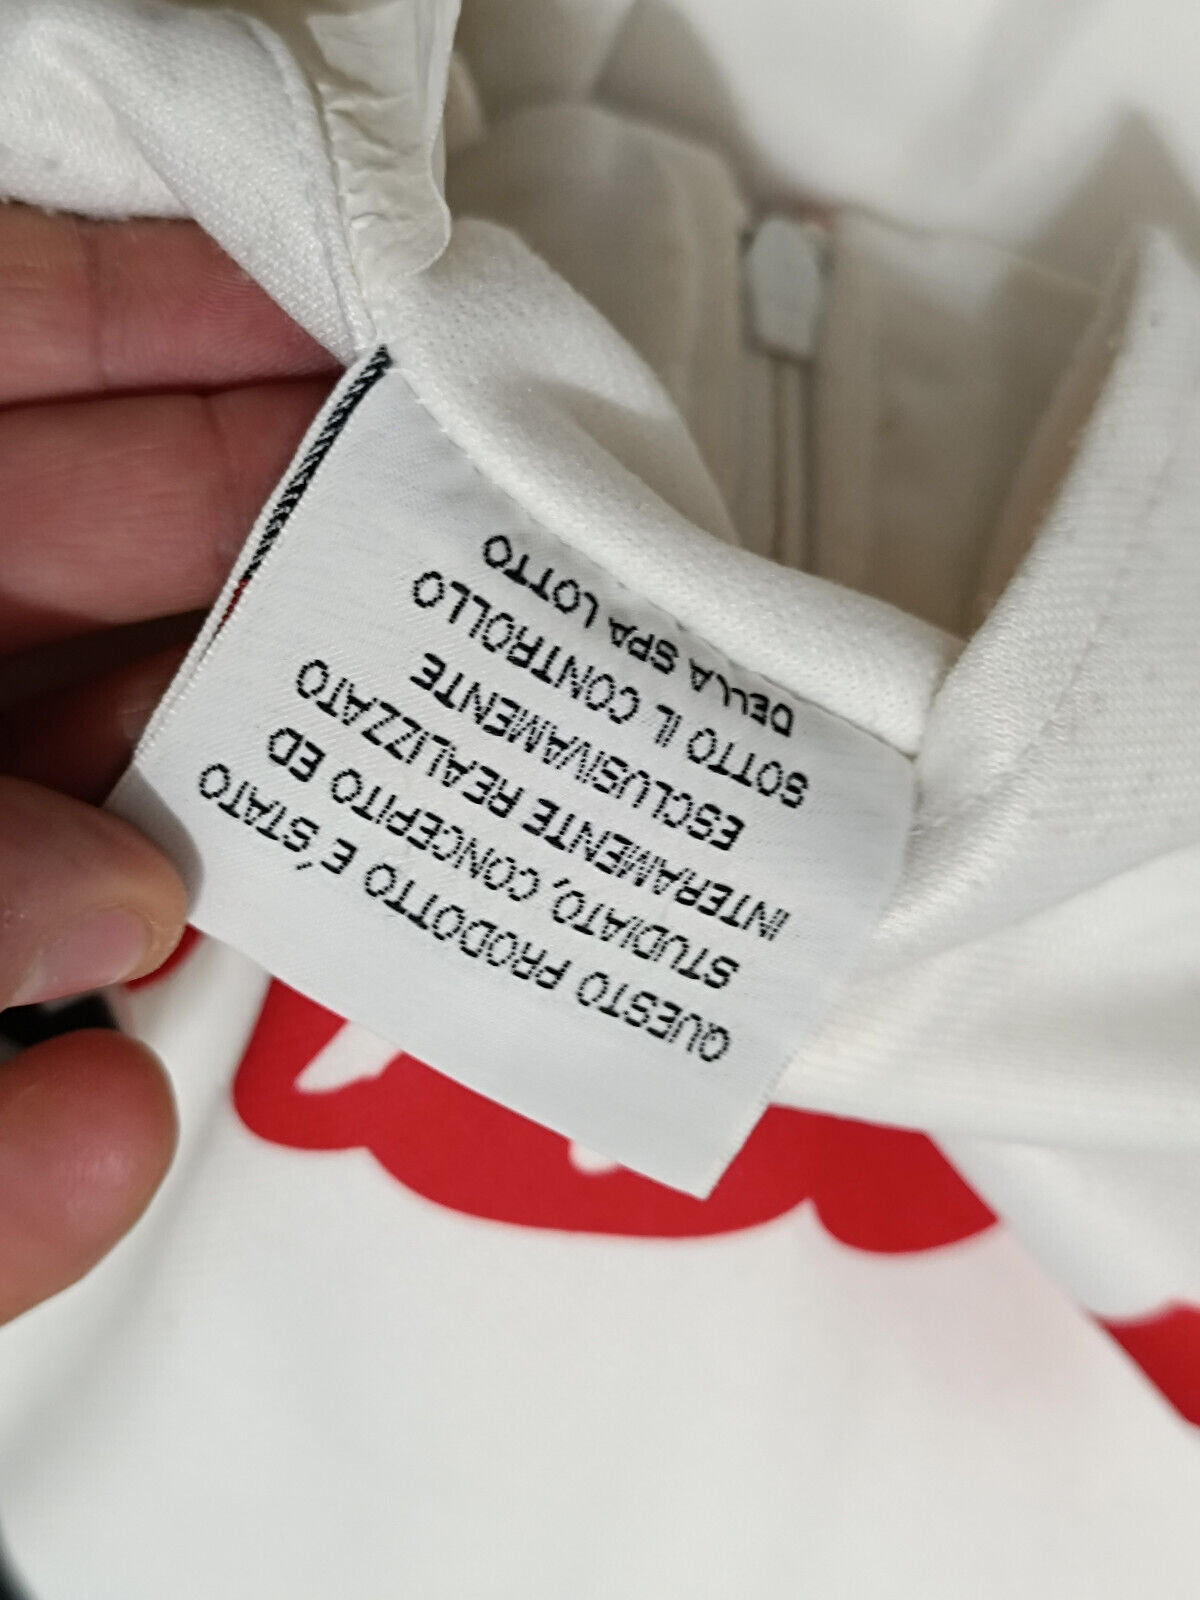 QUESTO PRODOTTO E' STATO
STUDIATO, CONCEPITO ED
INTERAMENTE REALIZZATO
ESCLUSIVAMENTE
SOTTO IL CONTROLLO
DELLA SPA LOTTO